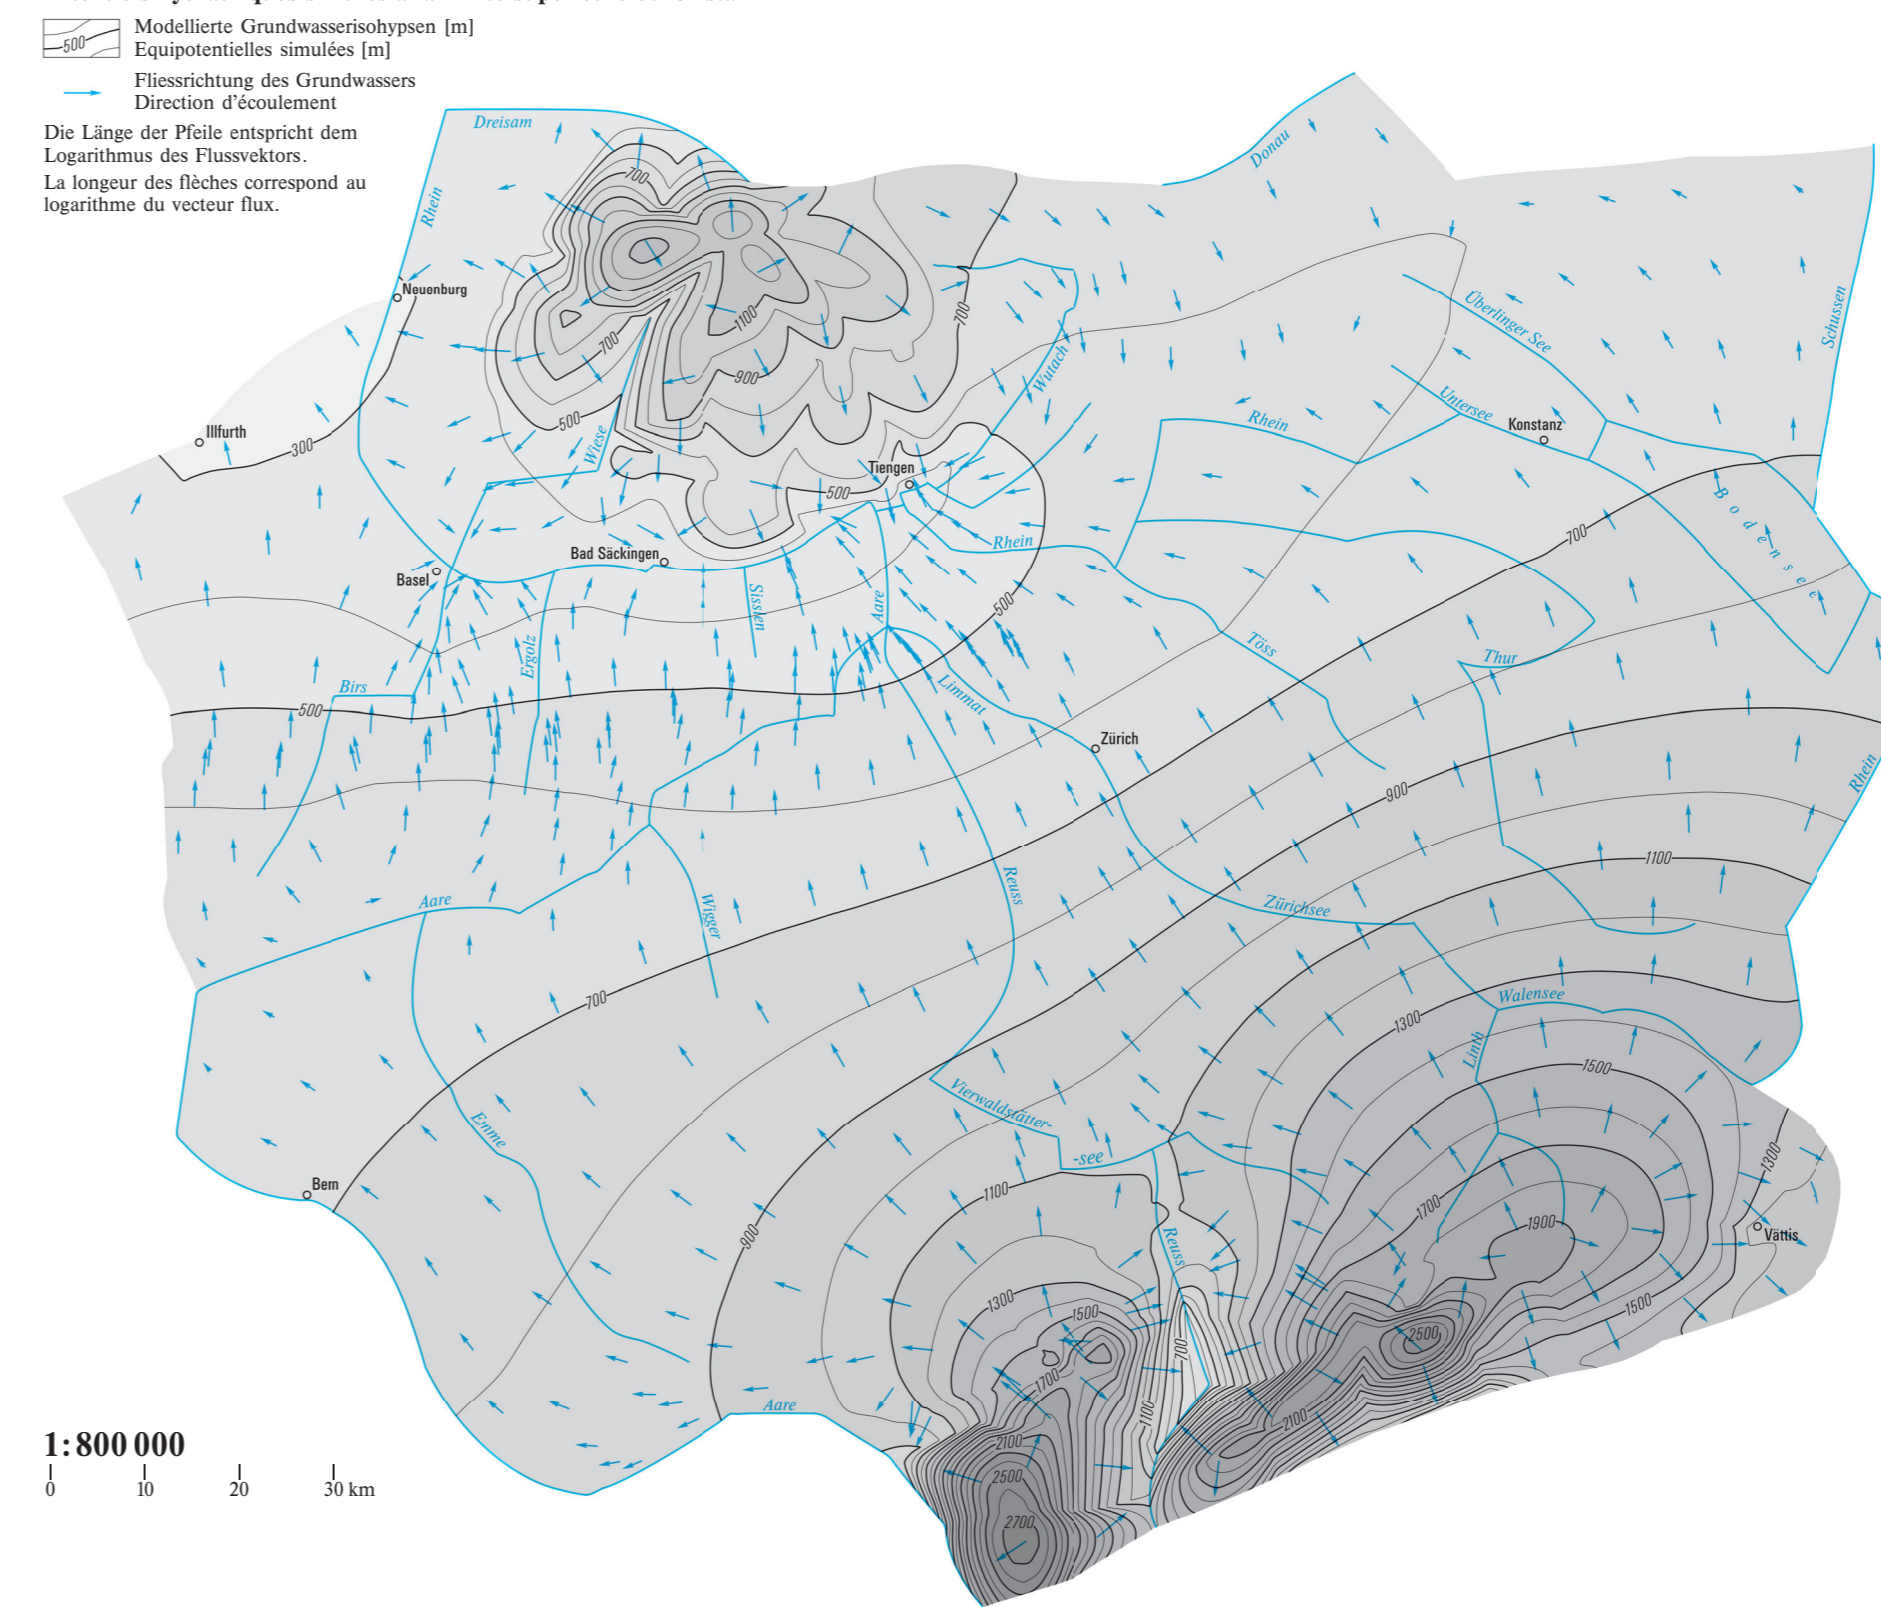 500
Modellierte Grundwasserisohypsen [m]
Equipotentielles simulées [m]
Fliessrichtung des Grundwassers
Direction d'écoulement
Die Länge der Pfeile entspricht dem
Logarithmus des Flussvektors.
La longeur des flèches correspond au
logarithme du vecteur flux.
Dreisam
Donau
700
Rhein
Neuenburg
1100
700
700
Überlinger See
Schussen
900
Wutach
Untersee
500
Rhein
Konstanz
Illfurth
300
Wiese
Tiengen
500
Bodensee
Rhein
700
Bad Säckingen
Basel
Sissien
Aare
500
Ergolz
Töss
Thur
Birs
500
Limmat
Zürich
Rhein
900
1100
Reuss
Aare
Wigger
Zürichsee
700
Walensee
1300
Linth
1500
Vierwaldstätter-
-see
Emme
1300
Bern
1100
1700
900
Reuss
1900
Vättis
1300
1500
1500
2500
700
1700
Aare
1100
2100
2100
2500
2700
1:800 000
0 10 20 30 km